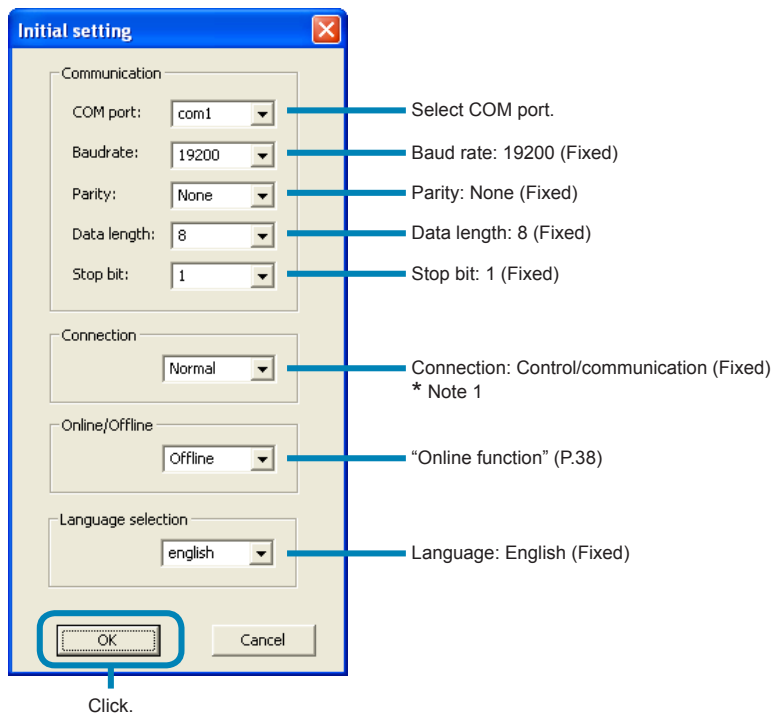 Initial setting
Communication
COM port: com1 Select COM port.
Baudrate: 19200 Baud rate: 19200 (Fixed)
Parity: None Parity: None (Fixed)
Data length: 8 Data length: 8 (Fixed)
Stop bit: 1 Stop bit: 1 (Fixed)
Connection
Normal Connection: Control/communication (Fixed)
* Note 1
Online/Offline
Offline “Online function” (P.38)
Language selection
english Language: English (Fixed)
OK Cancel
Click.